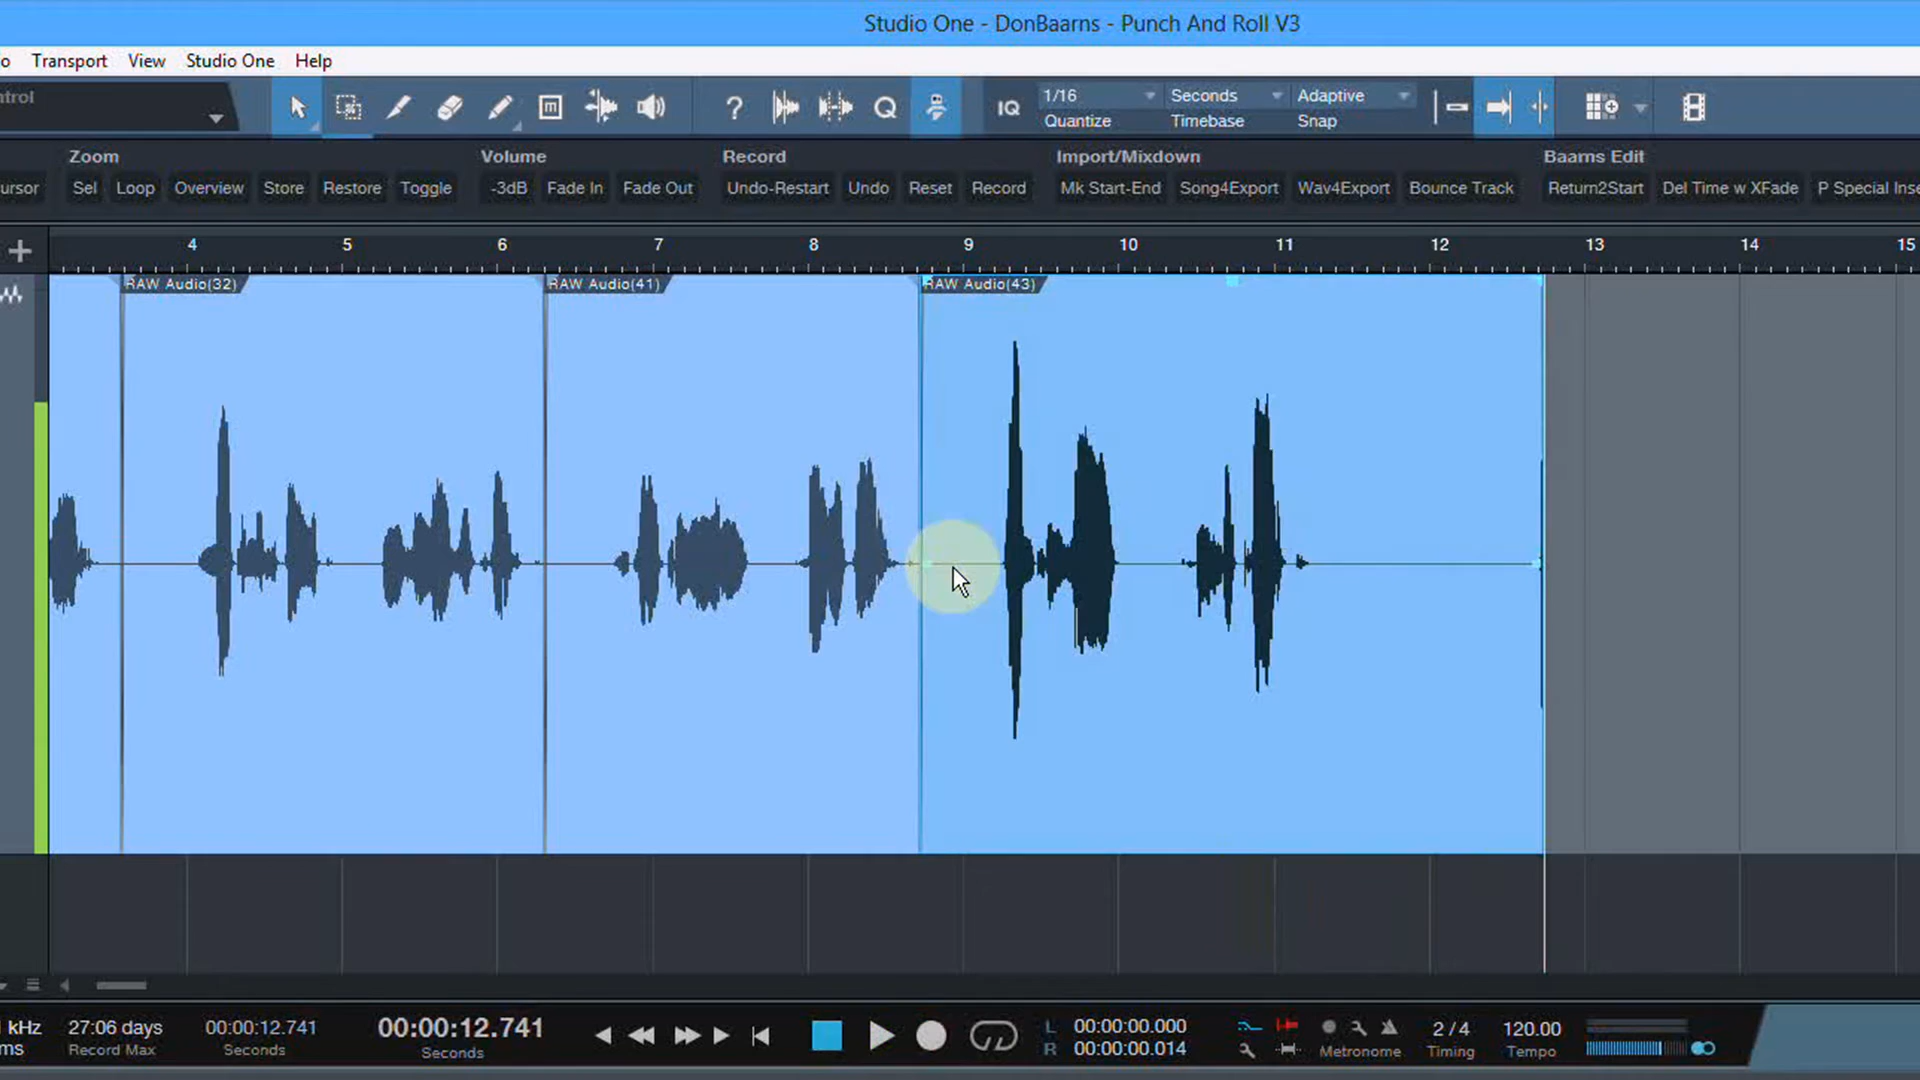 Studio One - DonBaarns - Punch And Roll V3
o Transport View Studio One Help
ntrol
? Q IQ 1/16 Seconds Adaptive
Quantize Timebase Snap
Zoom Volume Record Import/Mixdown Baarns Edit
ursor Sel Loop Overview Store Restore Toggle -3dB Fade In Fade Out Undo-Restart Undo Reset Record Mk Start-End Song4Export Wav4Export Bounce Track Return2Start Del Time w XFade P Special Inse
4 5 6 7 8 9 10 11 12 13 14 15
RAW Audio(32) RAW Audio(41) RAW Audio(43)
kHz 27:06 days 00:00:12.741 00:00:12.741 L 00:00:00.000 2 / 4 120.00
ms Record Max Seconds Seconds R 00:00:00.014 Metronome Timing Tempo